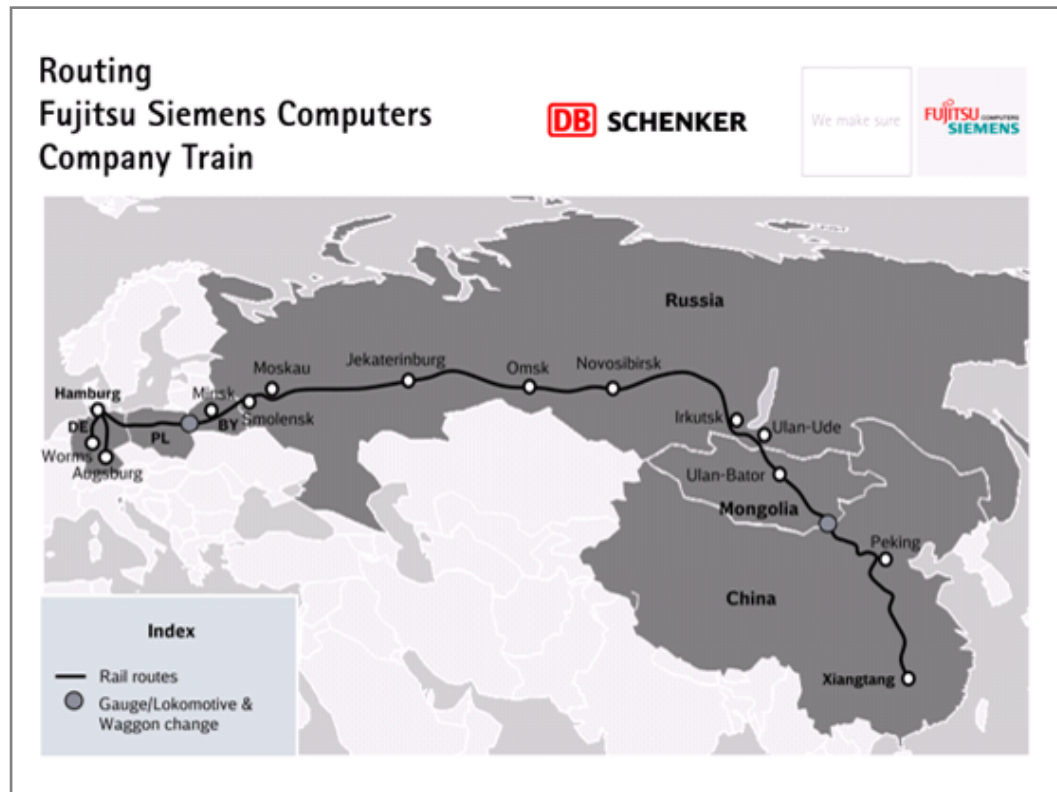 Routing
Fujitsu Siemens Computers
Company Train
DB SCHENKER
We make sure
FUJITSU COMPUTERS
SIEMENS
Russia
Jekaterinburg
Omsk
Novosibirsk
Moskau
Hamburg
Minsk
Smolensk
DE
PL
BY
Worms
Augsburg
Irkutsk
Ulan-Ude
Ulan-Bator
Mongolia
Peking
China
Xiangtang
Index
Rail routes
Gauge/Lokomotive &
Waggon change